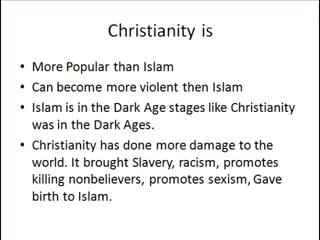 Christianity is
• More Popular than Islam
• Can become more violent then Islam
• Islam is in the Dark Age stages like Christianity
was in the Dark Ages.
• Christianity has done more damage to the
world. It brought Slavery, racism, promotes
killing nonbelievers, promotes sexism, Gave
birth to Islam.